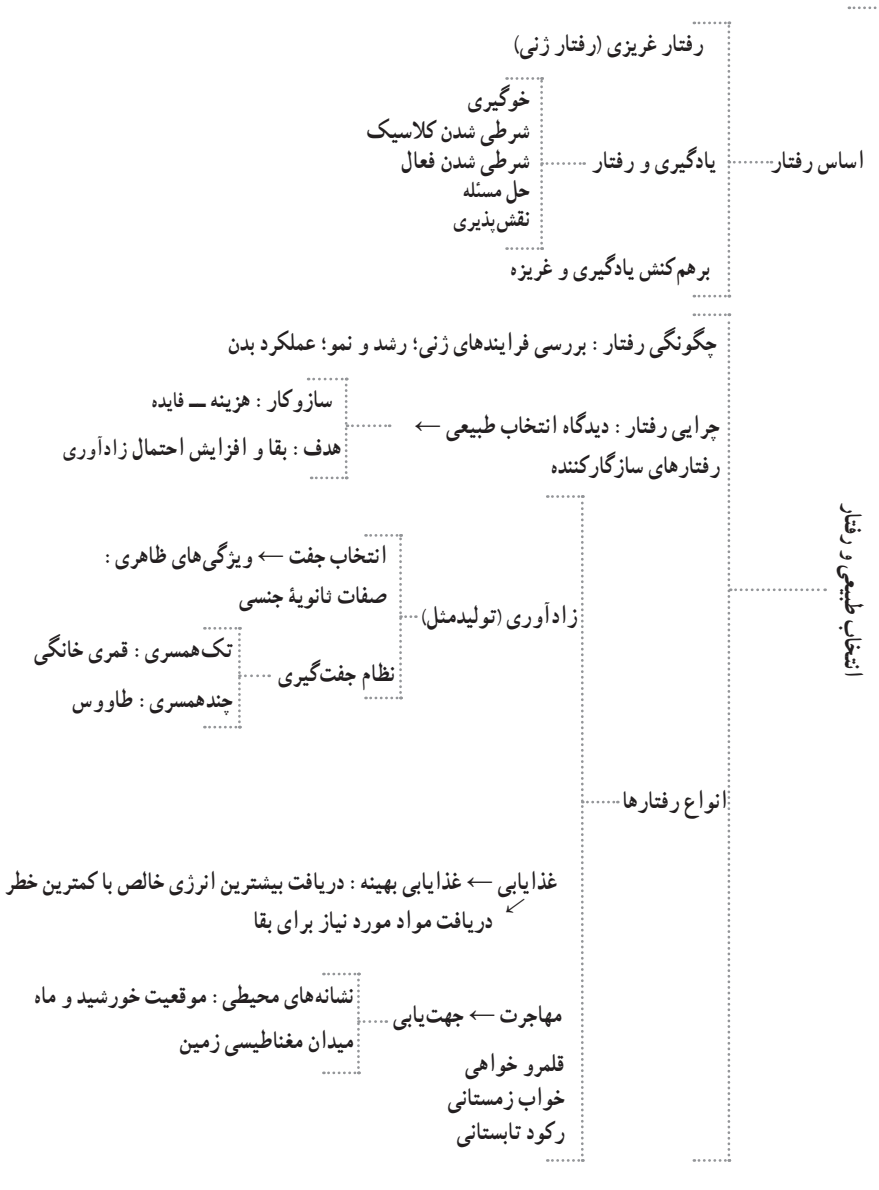 رفتار غریزی (رفتار ژنی)
اساس رفتار
یادگیری و رفتار
خوگیری
شرطی شدن کلاسیک
شرطی شدن فعال
حل مسئله
نقش‌پذیری
برهم‌کنش یادگیری و غریزه
انتخاب طبیعی و رفتار
چگونگی رفتار : بررسی فرایندهای ژنی؛ رشد و نمو؛ عملکرد بدن
چرایی رفتار : دیدگاه انتخاب طبیعی ←
رفتارهای سازگارکننده
سازوکار : هزینه ــ فایده
هدف : بقا و افزایش احتمال زادآوری
انواع رفتارها
زادآوری (تولیدمثل)
انتخاب جفت ← ویژگی‌های ظاهری :
صفات ثانویهٔ جنسی
نظام جفت‌گیری
تک‌همسری : قمری خانگی
چندهمسری : طاووس
غذایابی ← غذایابی بهینه : دریافت بیشترین انرژی خالص با کمترین خطر
↙ دریافت مواد مورد نیاز برای بقا
مهاجرت ← جهت‌یابی
نشانه‌های محیطی : موقعیت خورشید و ماه
میدان مغناطیسی زمین
قلمرو خواهی
خواب زمستانی
رکود تابستانی